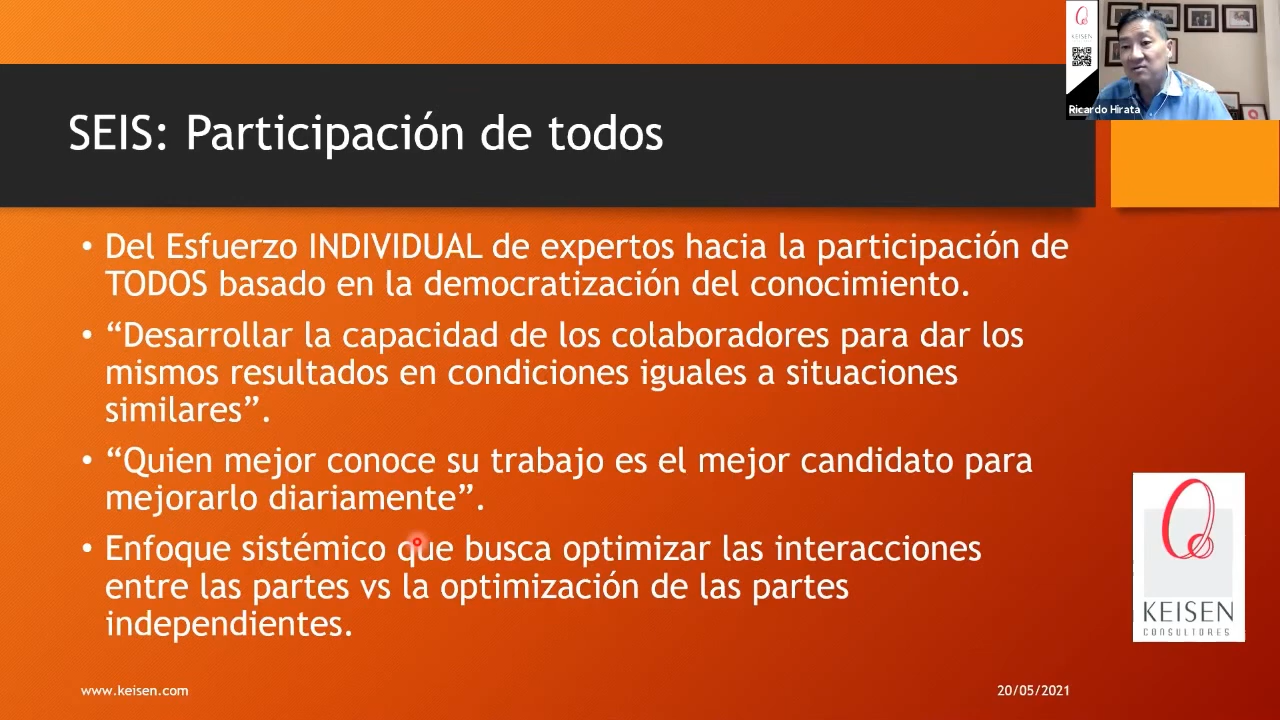 KEISEN
Ricardo Hirata
SEIS: Participación de todos
• Del Esfuerzo INDIVIDUAL de expertos hacia la participación de
TODOS basado en la democratización del conocimiento.
• “Desarrollar la capacidad de los colaboradores para dar los
mismos resultados en condiciones iguales a situaciones
similares”.
• “Quien mejor conoce su trabajo es el mejor candidato para
mejorarlo diariamente”.
• Enfoque sistémico que busca optimizar las interacciones
entre las partes vs la optimización de las partes
independientes.
KEISEN
CONSULTORES
www.keisen.com
20/05/2021